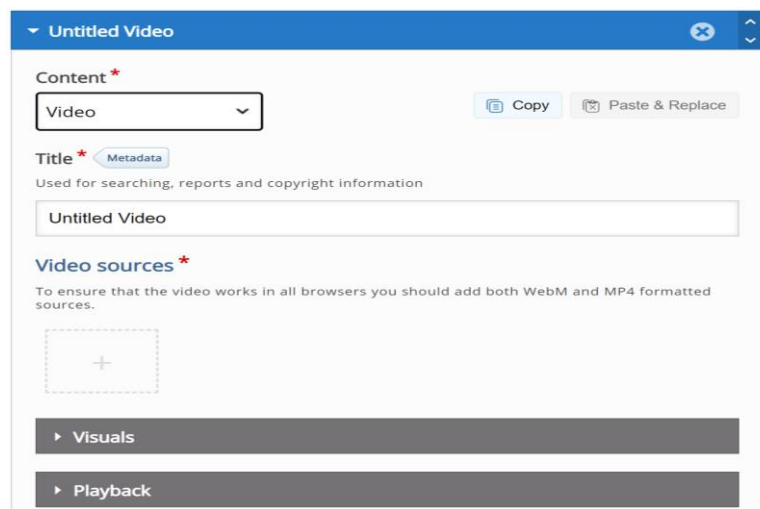 Untitled Video
Content *
Video
Copy
Paste & Replace
Title * Metadata
Used for searching, reports and copyright information
Untitled Video
Video sources *
To ensure that the video works in all browsers you should add both WebM and MP4 formatted
sources.
+
Visuals
Playback